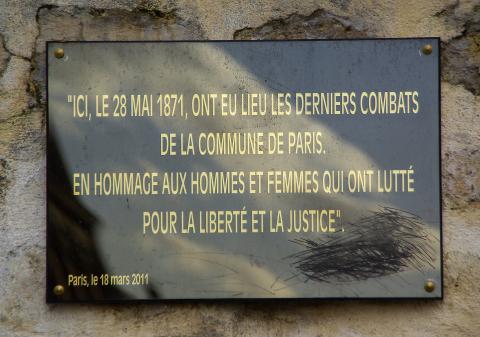 "ICI, LE 28 MAI 1871, ONT EU LIEU LES DERNIERS COMBATS
DE LA COMMUNE DE PARIS.
EN HOMMAGE AUX HOMMES ET FEMMES QUI ONT LUTTÉ
POUR LA LIBERTÉ ET LA JUSTICE".
Paris, le 18 mars 2011